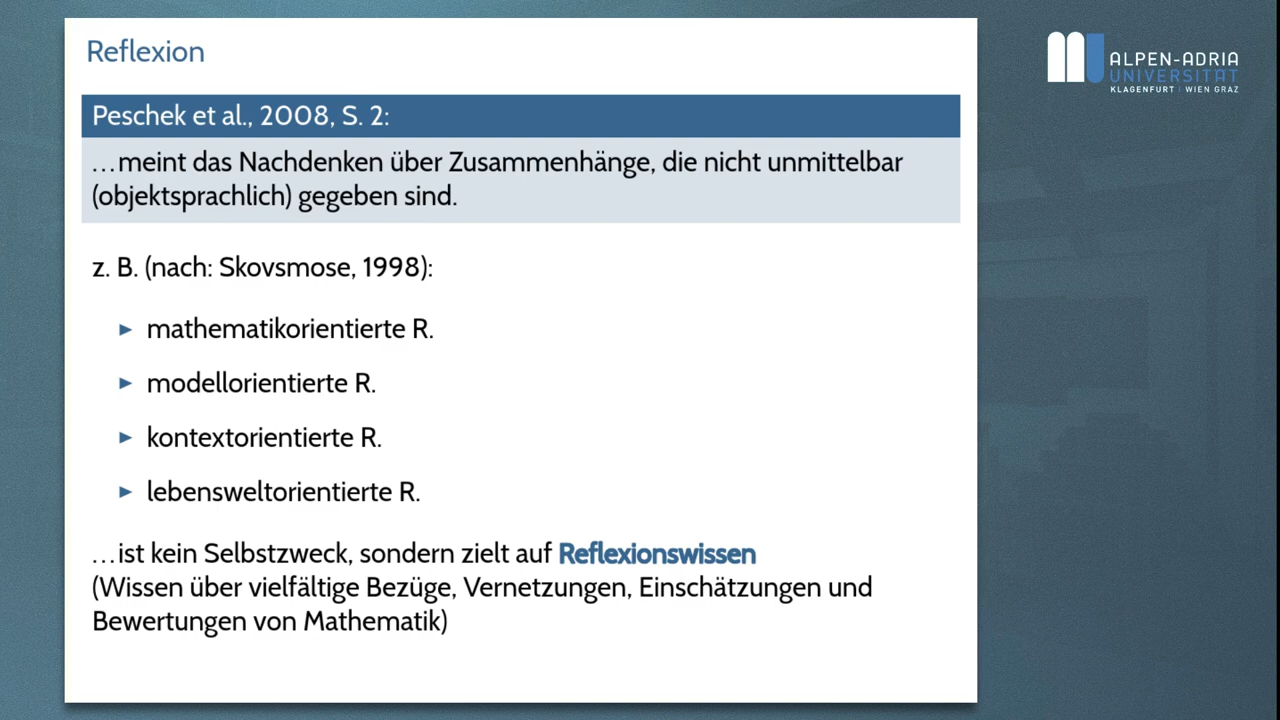 Reflexion
Peschek et al., 2008, S. 2:
…meint das Nachdenken über Zusammenhänge, die nicht unmittelbar
(objektsprachlich) gegeben sind.
z. B. (nach: Skovsmose, 1998):
► mathematikorientierte R.
► modellorientierte R.
► kontextorientierte R.
► lebensweltorientierte R.
…ist kein Selbstzweck, sondern zielt auf Reflexionswissen
(Wissen über vielfältige Bezüge, Vernetzungen, Einschätzungen und
Bewertungen von Mathematik)
ALPEN-ADRIA
UNIVERSITÄT
KLAGENFURT | WIEN GRAZ